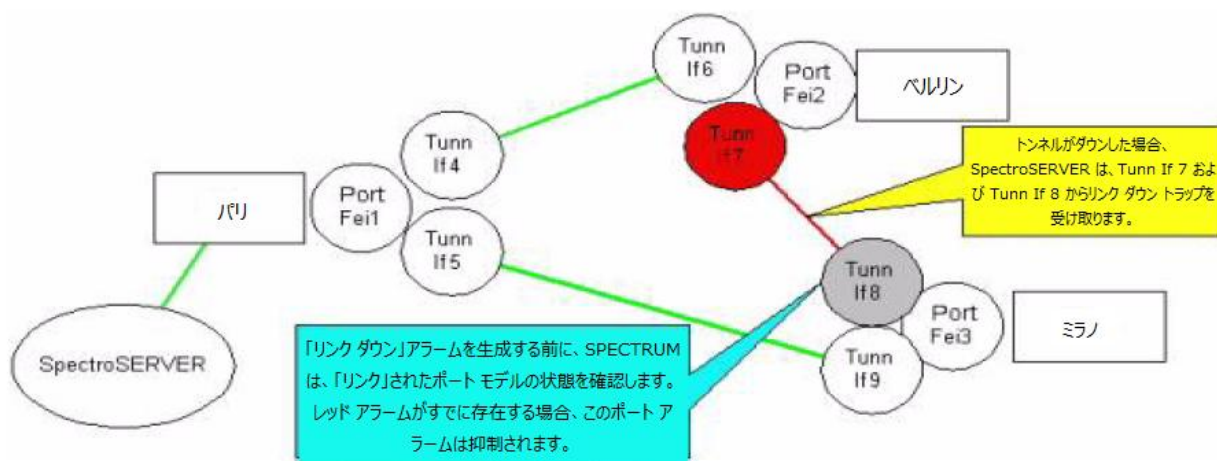 Tunn
If6
Port
Fei2
ベルリン
Tunn
If7
Tunn
If4
トンネルがダウンした場合、
SpectroSERVER は、Tunn If 7 およ
び Tunn If 8 からリンク ダウン トラップを
受け取ります。
パリ
Port
Fei1
Tunn
If5
Tunn
If8
Port
Fei3
ミラノ
SpectroSERVER
「リンク ダウン」アラームを生成する前に、SPECTRUM
は、「リンク」されたポート モデルの状態を確認します。
レッド アラームがすでに存在する場合、このポート ア
ラームは抑制されます。
Tunn
If9